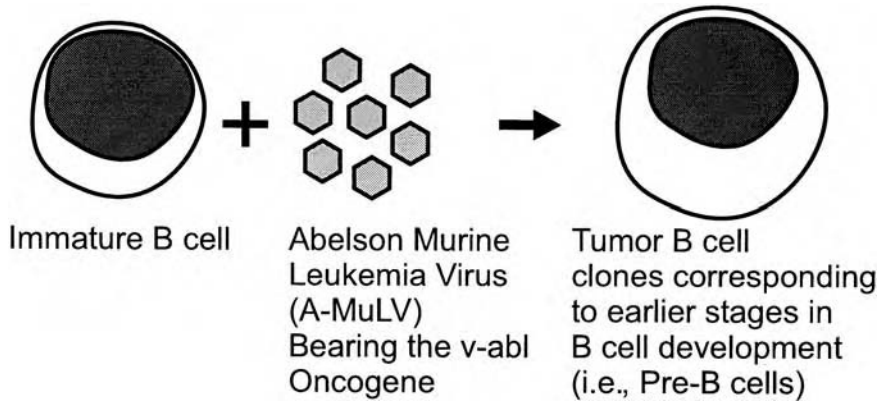 Immature B cell
Abelson Murine
Leukemia Virus
(A-MuLV)
Bearing the v-abl
Oncogene
Tumor B cell
clones corresponding
to earlier stages in
B cell development
(i.e., Pre-B cells)